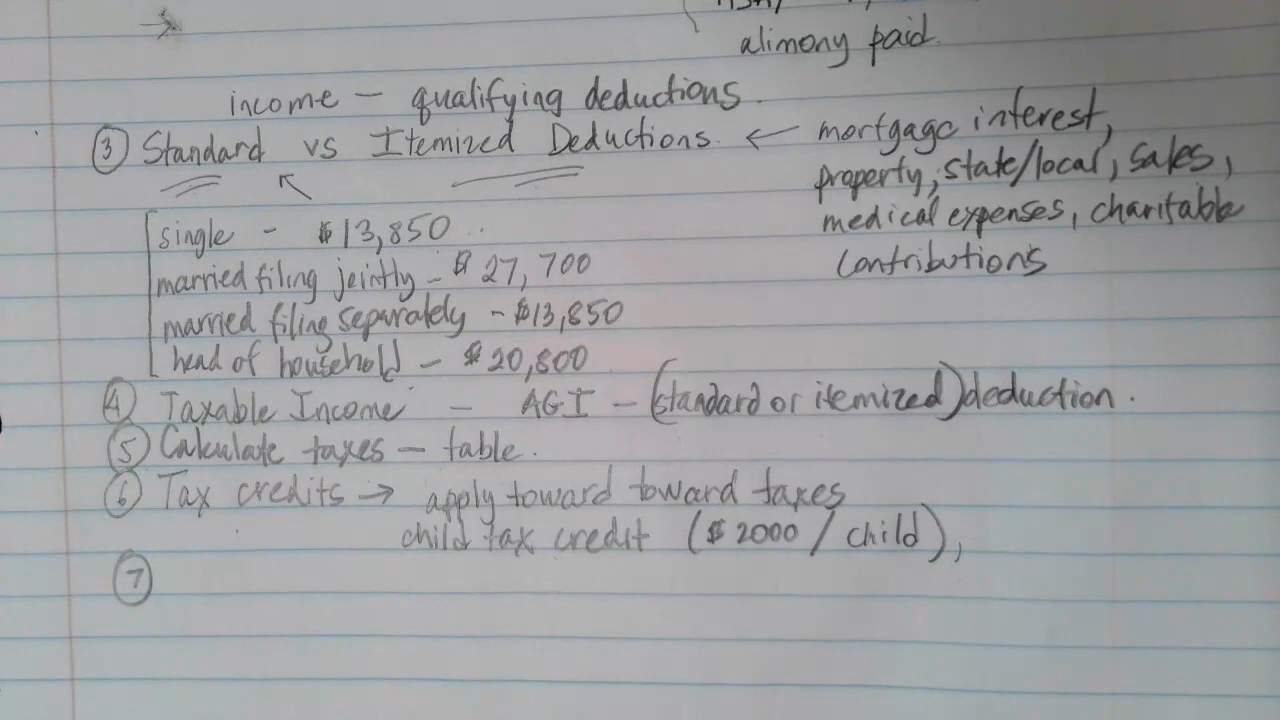 alimony paid.
income - qualifying deductions.
③ Standard vs Itemized Deductions. ← mortgage interest,
property, state/local, sales,
medical expenses, charitable
contributions
single - $13,850
married filing jointly - $27,700
married filing separately - $13,850
head of household - $20,800
④ Taxable Income - AGI - (standard or itemized) deduction.
⑤ Calculate taxes - table.
⑥ Tax credits → apply toward toward taxes
child tax credit ($2000 / child),
⑦